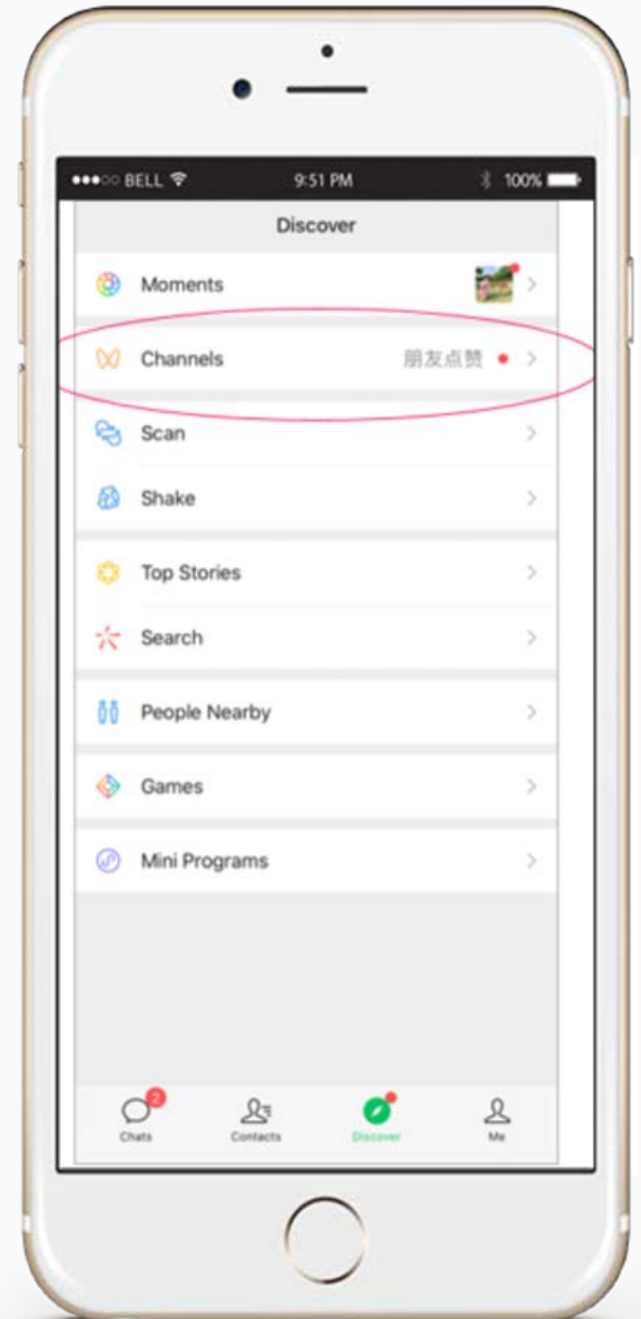 BELL 9:51 PM 100%
Discover
Moments
Channels 朋友点赞
Scan
Shake
Top Stories
Search
People Nearby
Games
Mini Programs
2
Chats Contacts Discover Me